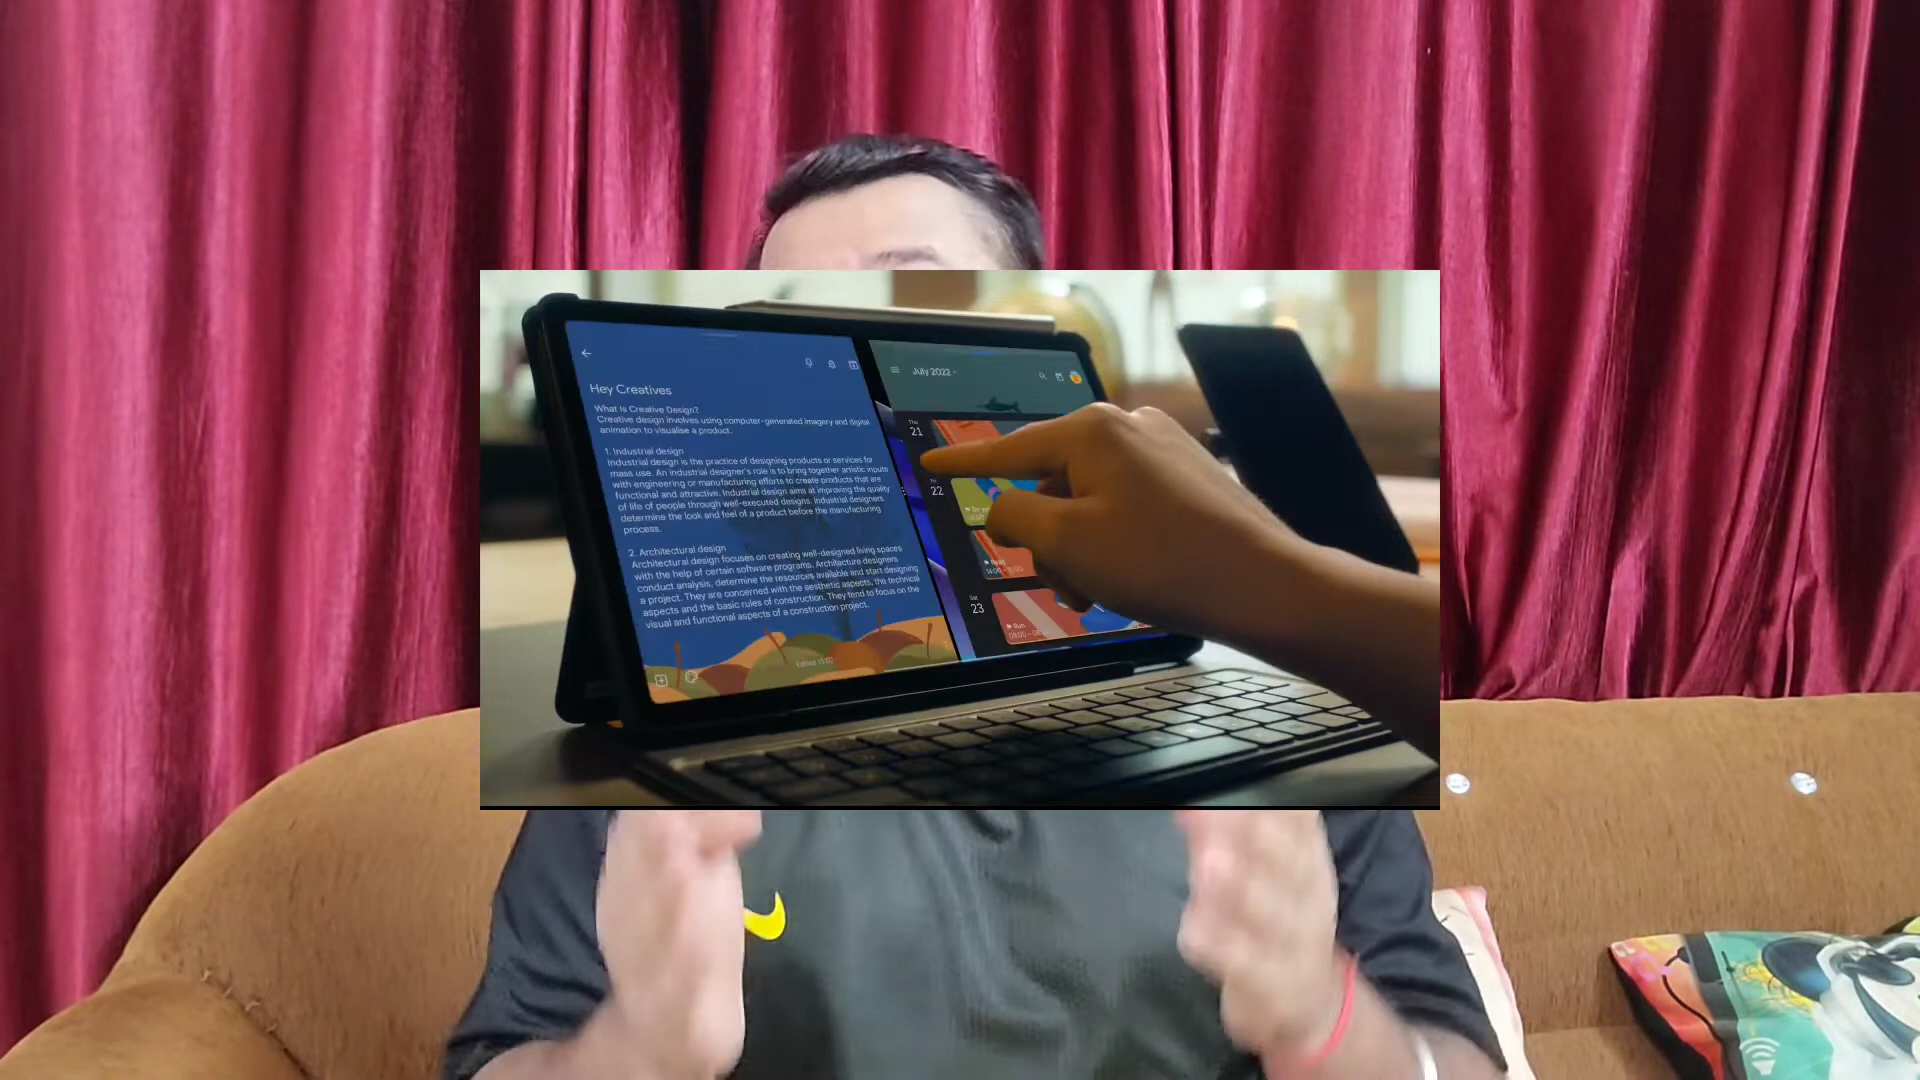 Hey Creatives
What is Creative Design?
Creative design involves using computer-generated imagery and digital
animation to visualise a product.
1. Industrial design
Industrial design is the practice of designing products or services for
mass use. An industrial designer's role is to bring together artistic inputs
with engineering or manufacturing efforts to create products that are
functional and attractive. Industrial design aims at improving the quality
of life of people through well-executed designs. Industrial designers
determine the look and feel of a product before the manufacturing
process.
2. Architectural design
Architectural design focuses on creating well-designed living spaces
with the help of certain software programs. Architecture designers
conduct analysis, determine the resources available and start designing
a project. They are concerned with the aesthetic aspects, the technical
aspects and the basic rules of construction. They tend to focus on the
visual and functional aspects of a construction project.
Edited 15:02
July 2022
Thu
21
Fri
22
Sat
23
Run